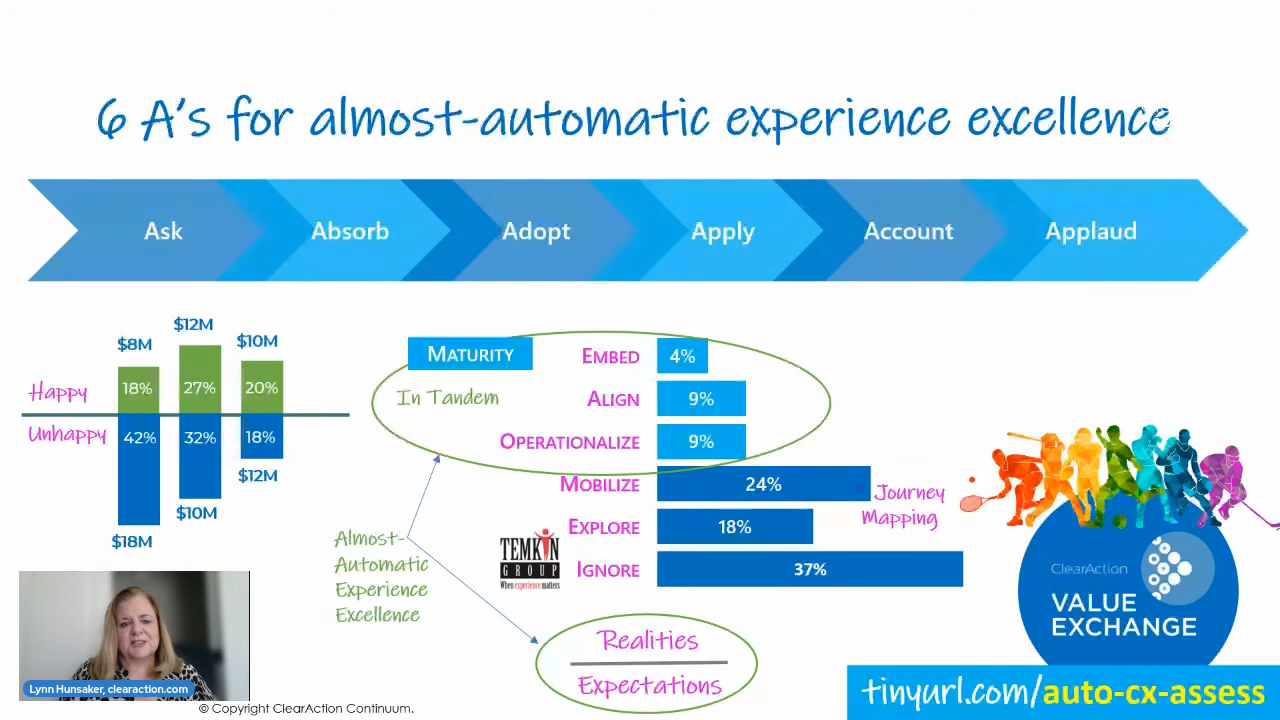 6 A's for almost-automatic experience excellence
Ask
Absorb
Adopt
Apply
Account
Applaud
$8M
$12M
$10M
Happy
18%
27%
20%
Unhappy
42%
32%
18%
$18M
$10M
$12M
MATURITY
In Tandem
EMBED
4%
ALIGN
9%
OPERATIONALIZE
9%
MOBILIZE
24%
EXPLORE
18%
IGNORE
37%
Journey
Mapping
Almost-
Automatic
Experience
Excellence
TEMKIN
GROUP
When experience matters
Realities
Expectations
ClearAction
VALUE
EXCHANGE
tinyurl.com/auto-cx-assess
Lynn Hunsaker, clearaction.com
© Copyright ClearAction Continuum.